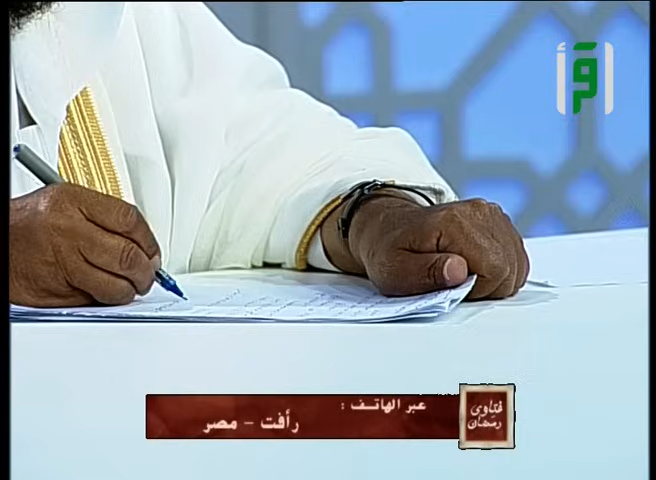 اقرأ
عبر الهاتف :
رأفت - مصر
فتاوى
رمضان